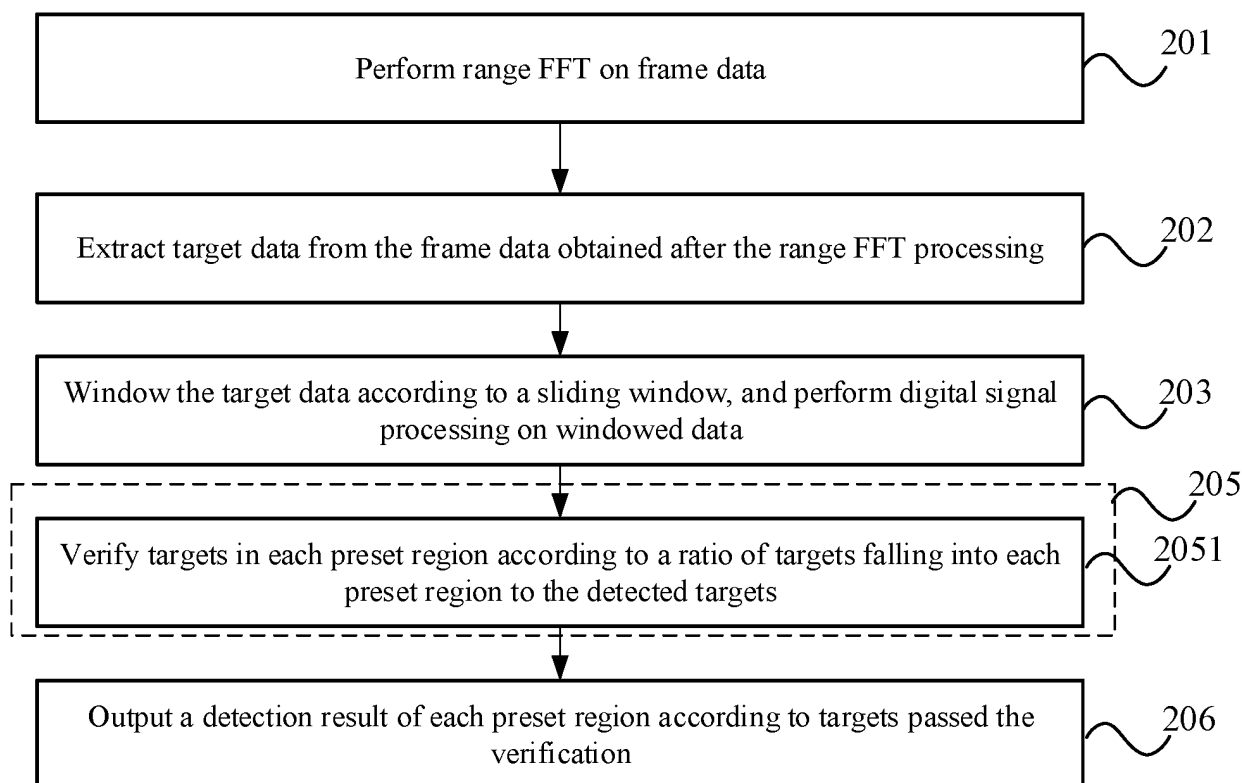 Perform range FFT on frame data
201
Extract target data from the frame data obtained after the range FFT processing
202
Window the target data according to a sliding window, and perform digital signal
processing on windowed data
203
205
Verify targets in each preset region according to a ratio of targets falling into each
preset region to the detected targets
2051
Output a detection result of each preset region according to targets passed the
verification
206